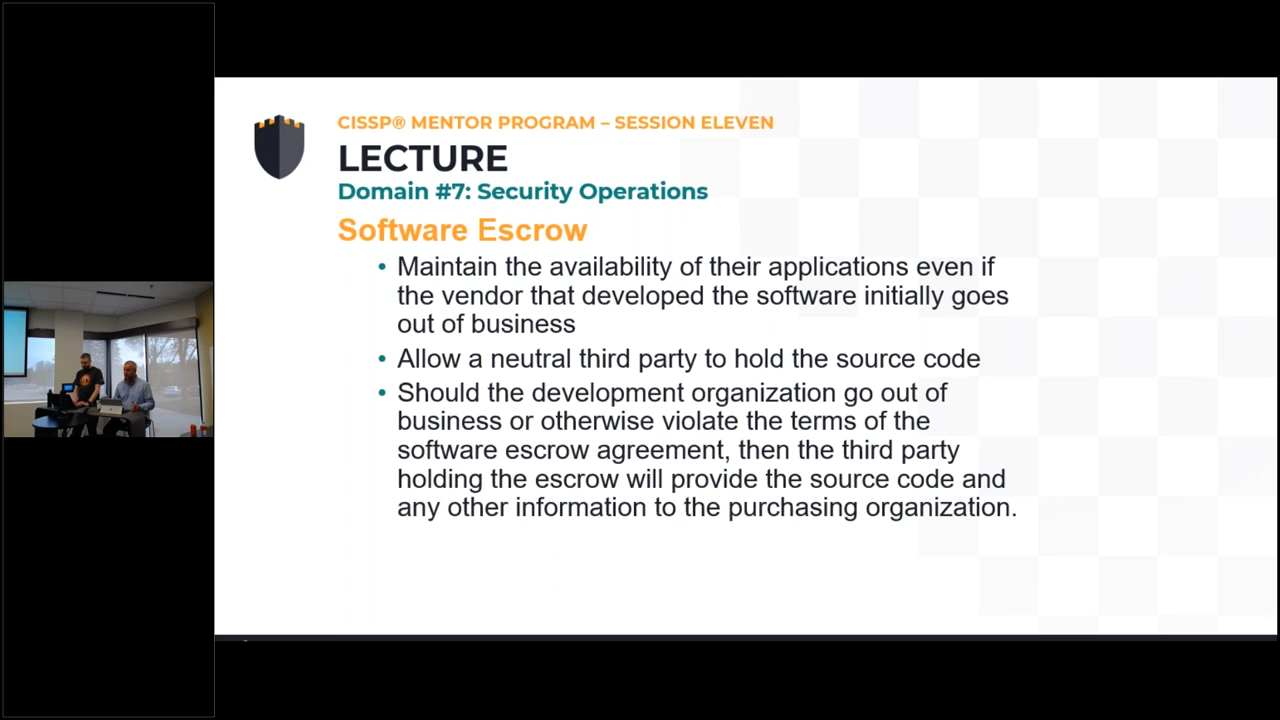 CISSP® MENTOR PROGRAM – SESSION ELEVEN
LECTURE
Domain #7: Security Operations
Software Escrow
• Maintain the availability of their applications even if
the vendor that developed the software initially goes
out of business
• Allow a neutral third party to hold the source code
• Should the development organization go out of
business or otherwise violate the terms of the
software escrow agreement, then the third party
holding the escrow will provide the source code and
any other information to the purchasing organization.